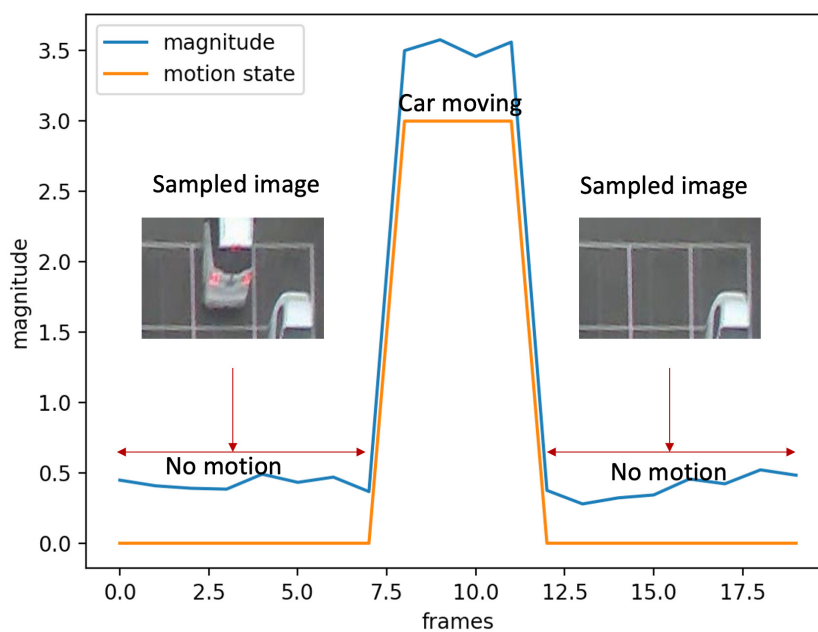 magnitude
motion state
Car moving
Sampled image
Sampled image
No motion
No motion
magnitude
3.5
3.0
2.5
2.0
1.5
1.0
0.5
0.0
0.0 2.5 5.0 7.5 10.0 12.5 15.0 17.5
frames